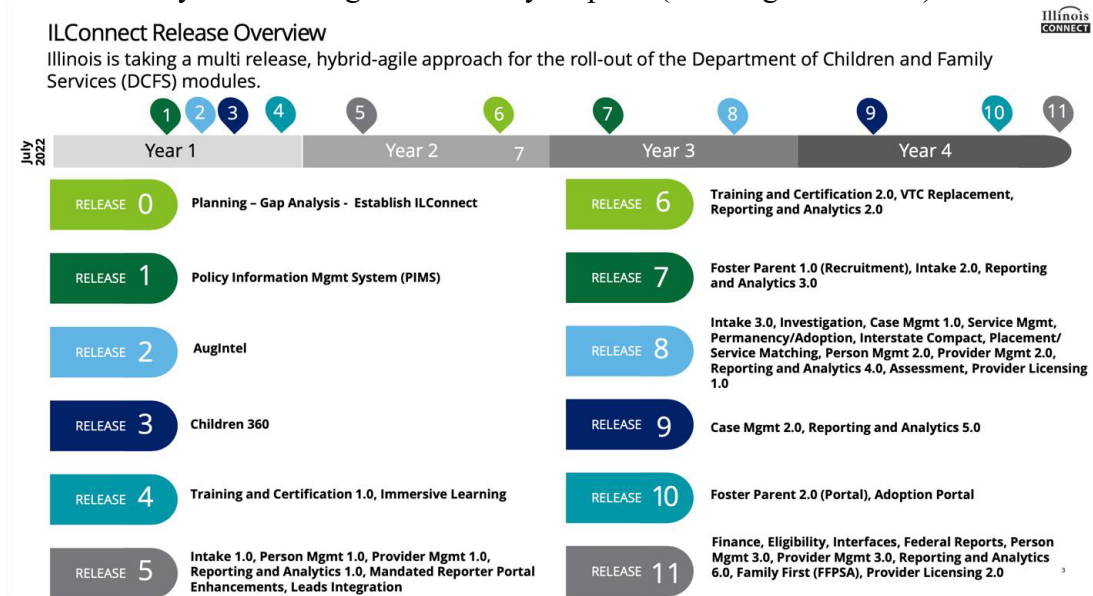 ILConnect Release Overview
Illinois CONNECT
Illinois is taking a multi release, hybrid-agile approach for the roll-out of the Department of Children and Family
Services (DCFS) modules.
1 2 3 4 5 6 7 8 9 10 11
July 2022
Year 1 Year 2 7 Year 3 Year 4
RELEASE 0
Planning – Gap Analysis - Establish ILConnect
RELEASE 1
Policy Information Mgmt System (PIMS)
RELEASE 2
AugIntel
RELEASE 3
Children 360
RELEASE 4
Training and Certification 1.0, Immersive Learning
RELEASE 5
Intake 1.0, Person Mgmt 1.0, Provider Mgmt 1.0,
Reporting and Analytics 1.0, Mandated Reporter Portal
Enhancements, Leads Integration
RELEASE 6
Training and Certification 2.0, VTC Replacement,
Reporting and Analytics 2.0
RELEASE 7
Foster Parent 1.0 (Recruitment), Intake 2.0, Reporting
and Analytics 3.0
RELEASE 8
Intake 3.0, Investigation, Case Mgmt 1.0, Service Mgmt,
Permanency/Adoption, Interstate Compact, Placement/
Service Matching, Person Mgmt 2.0, Provider Mgmt 2.0,
Reporting and Analytics 4.0, Assessment, Provider Licensing
1.0
RELEASE 9
Case Mgmt 2.0, Reporting and Analytics 5.0
RELEASE 10
Foster Parent 2.0 (Portal), Adoption Portal
RELEASE 11
Finance, Eligibility, Interfaces, Federal Reports, Person
Mgmt 3.0, Provider Mgmt 3.0, Reporting and Analytics
6.0, Family First (FFPSA), Provider Licensing 2.0
3